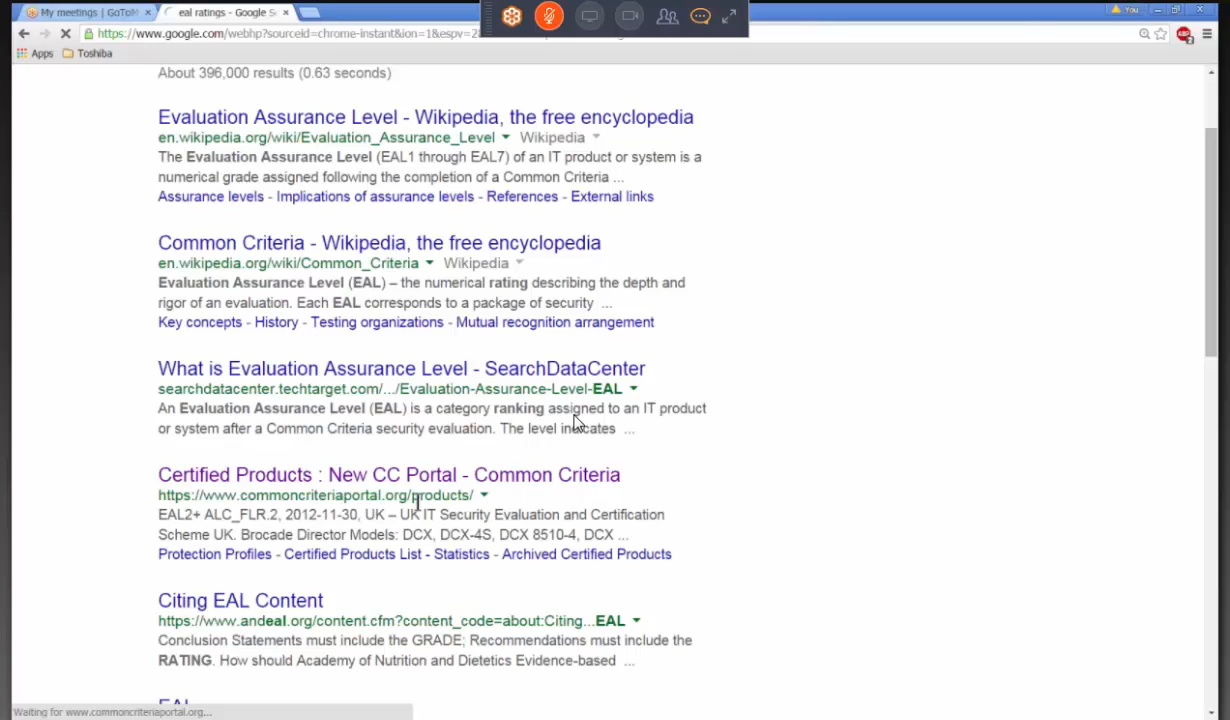 My meetings | GoToM
eal ratings - Google Se
You
https://www.google.com/webhp?sourceid=chrome-instant&ion=1&espv=2
Apps
Toshiba
About 396,000 results (0.63 seconds)
Evaluation Assurance Level - Wikipedia, the free encyclopedia
en.wikipedia.org/wiki/Evaluation_Assurance_Level Wikipedia
The Evaluation Assurance Level (EAL1 through EAL7) of an IT product or system is a
numerical grade assigned following the completion of a Common Criteria ...
Assurance levels - Implications of assurance levels - References - External links
Common Criteria - Wikipedia, the free encyclopedia
en.wikipedia.org/wiki/Common_Criteria Wikipedia
Evaluation Assurance Level (EAL) – the numerical rating describing the depth and
rigor of an evaluation. Each EAL corresponds to a package of security ...
Key concepts - History - Testing organizations - Mutual recognition arrangement
What is Evaluation Assurance Level - SearchDataCenter
searchdatacenter.techtarget.com/.../Evaluation-Assurance-Level-EAL
An Evaluation Assurance Level (EAL) is a category ranking assigned to an IT product
or system after a Common Criteria security evaluation. The level indicates ...
Certified Products : New CC Portal - Common Criteria
https://www.commoncriteriaportal.org/products/
EAL2+ ALC_FLR.2, 2012-11-30, UK – UK IT Security Evaluation and Certification
Scheme UK. Brocade Director Models: DCX, DCX-4S, DCX 8510-4, DCX ...
Protection Profiles - Certified Products List - Statistics - Archived Certified Products
Citing EAL Content
https://www.andeal.org/content.cfm?content_code=about:Citing...EAL
Conclusion Statements must include the GRADE; Recommendations must include the
RATING. How should Academy of Nutrition and Dietetics Evidence-based ...
EAL
Waiting for www.commoncriteriaportal.org...